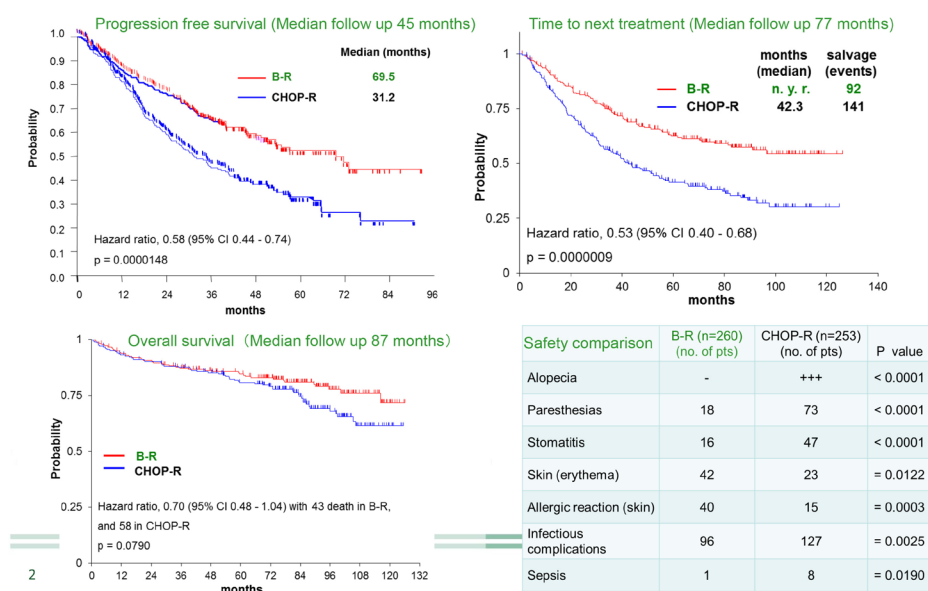 Progression free survival (Median follow up 45 months)
1.0
0.9
0.8
0.7
0.6
0.5
0.4
0.3
0.2
0.1
0.0
Probability
Median (months)
B-R 69.5
CHOP-R 31.2
Hazard ratio, 0.58 (95% CI 0.44 - 0.74)
p = 0.0000148
0 12 24 36 48 60 72 84 96
months
Time to next treatment (Median follow up 77 months)
1
0.75
0.5
0.25
0
Probability
months salvage
(median) (events)
B-R n. y. r. 92
CHOP-R 42.3 141
Hazard ratio, 0.53 (95% CI 0.40 - 0.68)
p = 0.0000009
0 20 40 60 80 100 120 140
months
Overall survival（Median follow up 87 months）
1
0.75
0.5
0.25
0
Probability
B-R
CHOP-R
Hazard ratio, 0.70 (95% CI 0.48 - 1.04) with 43 death in B-R,
and 58 in CHOP-R
p = 0.0790
0 12 24 36 48 60 72 84 96 108 120 132
months
Safety comparison B-R (n=260) CHOP-R (n=253)
(no. of pts) (no. of pts) P value
Alopecia - +++ < 0.0001
Paresthesias 18 73 < 0.0001
Stomatitis 16 47 < 0.0001
Skin (erythema) 42 23 = 0.0122
Allergic reaction (skin) 40 15 = 0.0003
Infectious
complications 96 127 = 0.0025
Sepsis 1 8 = 0.0190
2